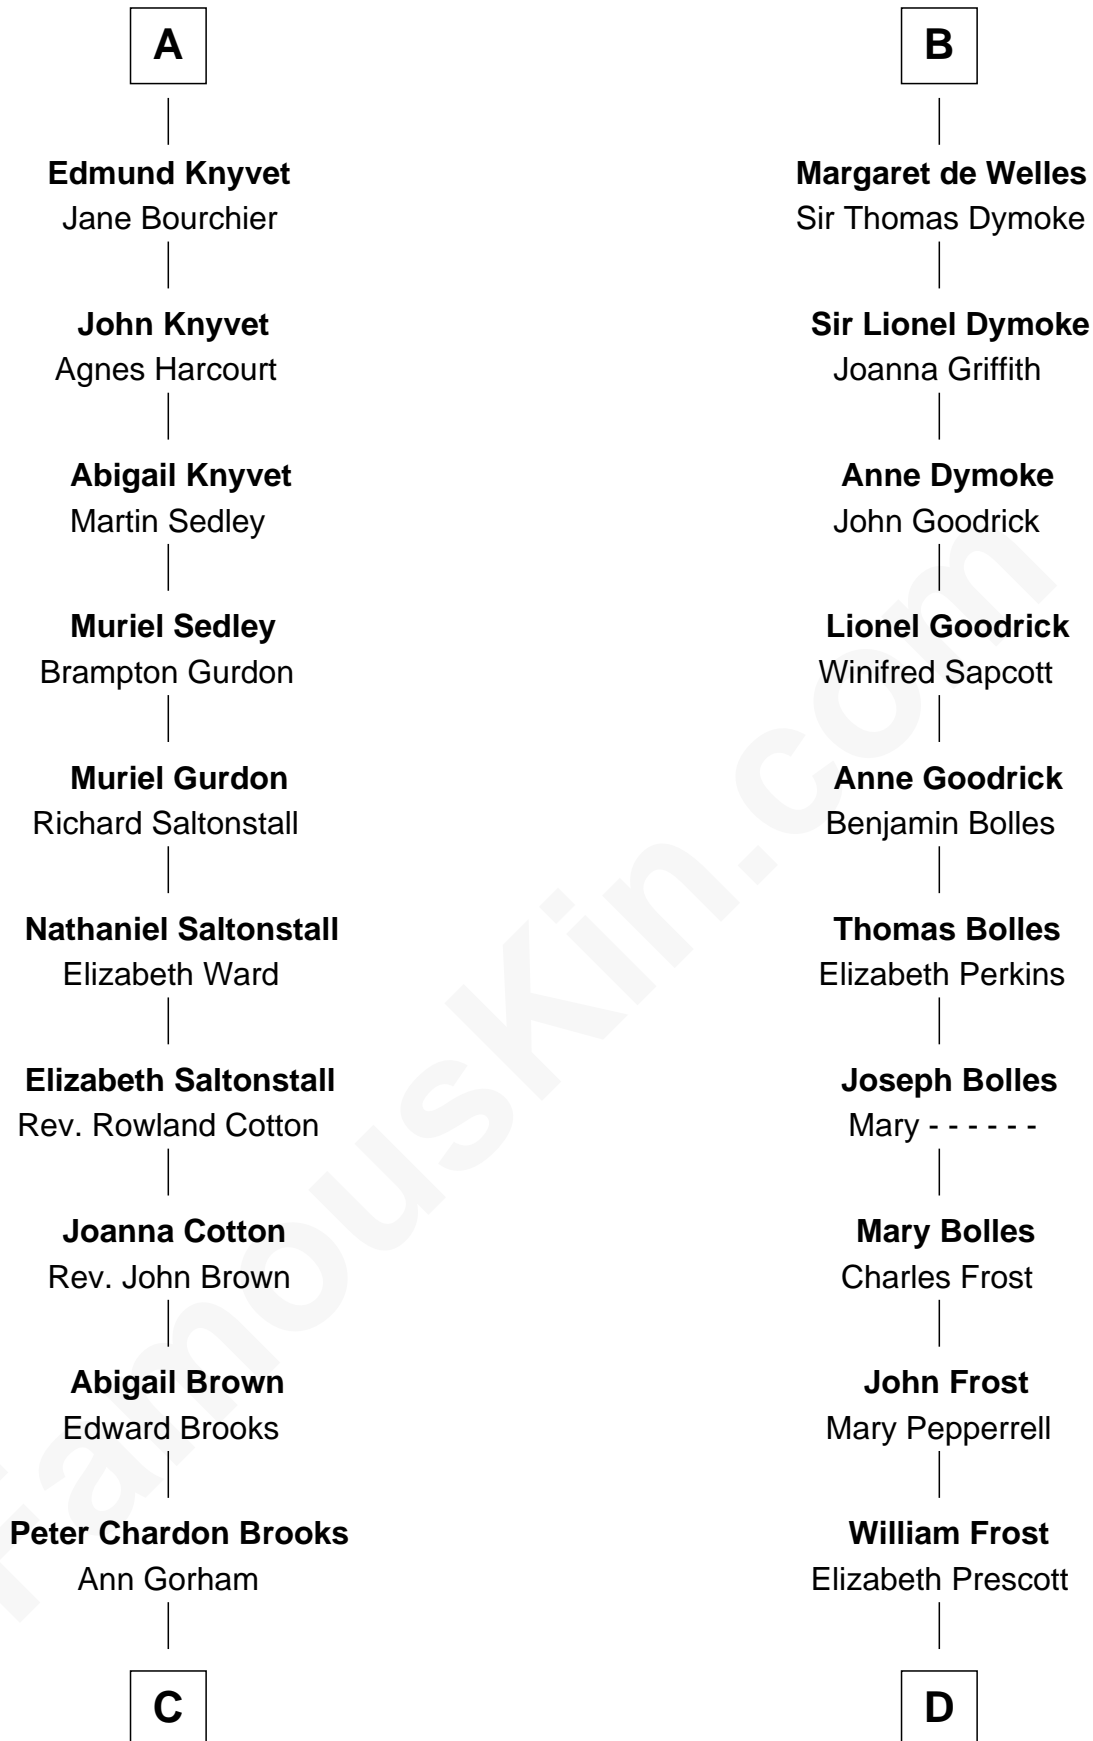 A
Edmund Knyvet
Jane Bourchier
John Knyvet
Agnes Harcourt
Abigail Knyvet
Martin Sedley
Muriel Sedley
Brampton Gurdon
Muriel Gurdon
Richard Saltonstall
Nathaniel Saltonstall
Elizabeth Ward
Elizabeth Saltonstall
Rev. Rowland Cotton
Joanna Cotton
Rev. John Brown
Abigail Brown
Edward Brooks
Peter Chardon Brooks
Ann Gorham
C
B
Margaret de Welles
Sir Thomas Dymoke
Sir Lionel Dymoke
Joanna Griffith
Anne Dymoke
John Goodrick
Lionel Goodrick
Winifred Sapcott
Anne Goodrick
Benjamin Bolles
Thomas Bolles
Elizabeth Perkins
Joseph Bolles
Mary - - - - - -
Mary Bolles
Charles Frost
John Frost
Mary Pepperrell
William Frost
Elizabeth Prescott
D
FamousKin.com